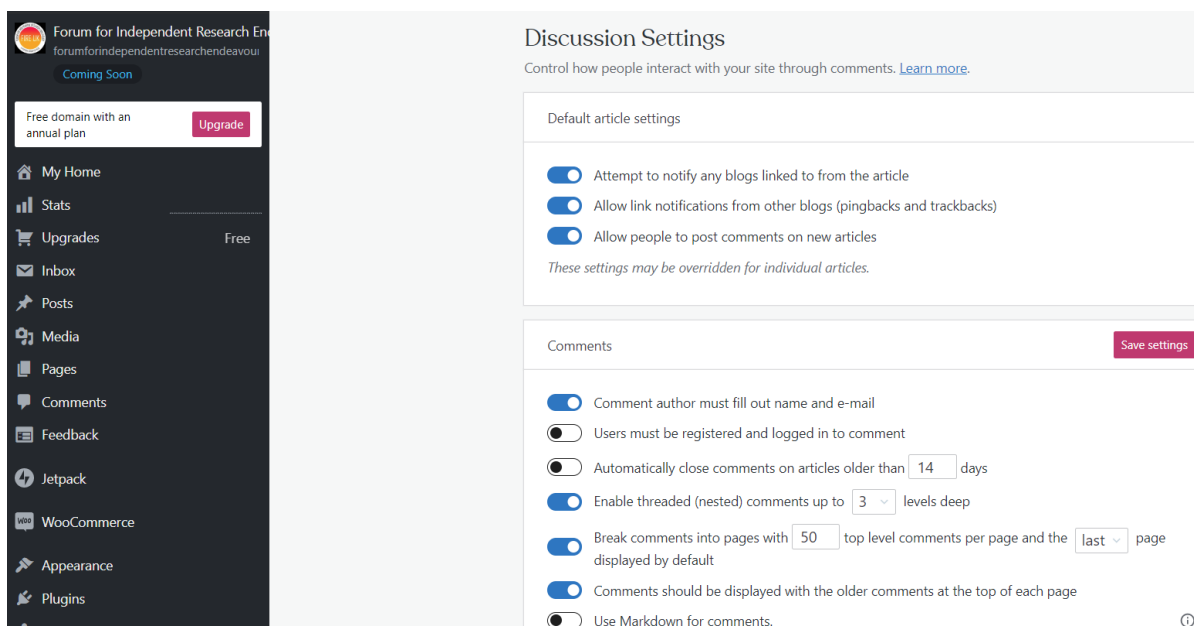 Forum for Independent Research En
forumforindependentresearchendeavour
Coming Soon
Free domain with an
annual plan
Upgrade
My Home
Stats
Upgrades Free
Inbox
Posts
Media
Pages
Comments
Feedback
Jetpack
WooCommerce
Appearance
Plugins
Discussion Settings
Control how people interact with your site through comments. Learn more.
Default article settings
Attempt to notify any blogs linked to from the article
Allow link notifications from other blogs (pingbacks and trackbacks)
Allow people to post comments on new articles
These settings may be overridden for individual articles.
Comments Save settings
Comment author must fill out name and e-mail
Users must be registered and logged in to comment
Automatically close comments on articles older than 14 days
Enable threaded (nested) comments up to 3 levels deep
Break comments into pages with 50 top level comments per page and the last page
displayed by default
Comments should be displayed with the older comments at the top of each page
Use Markdown for comments.